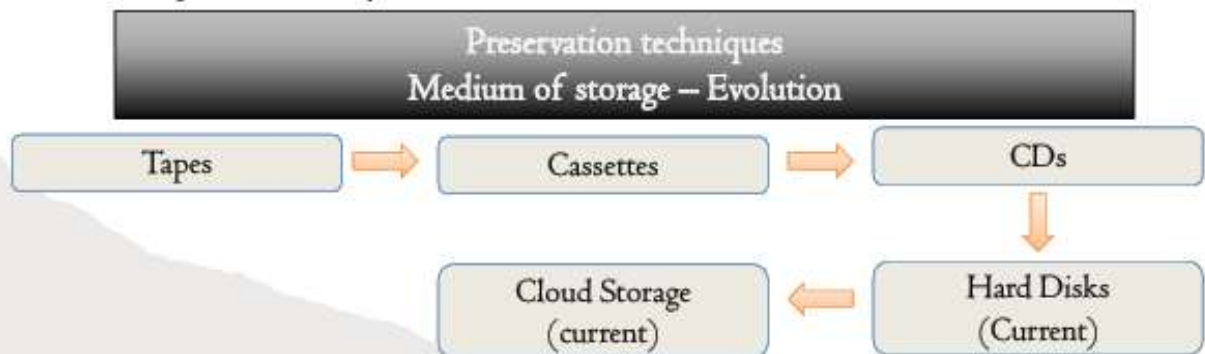 Preservation techniques
Medium of storage – Evolution
Tapes
Cassettes
CDs
Hard Disks
(Current)
Cloud Storage
(current)